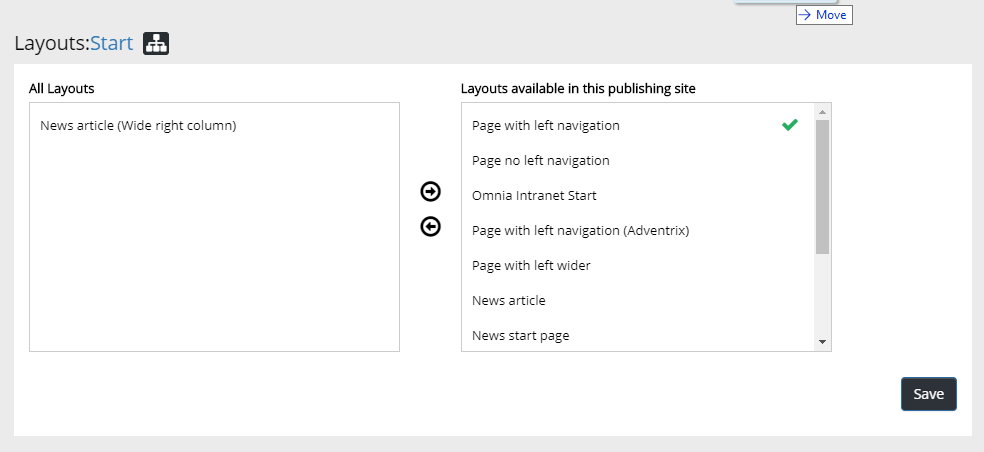 Move
Layouts:Start
All Layouts
News article (Wide right column)
Layouts available in this publishing site
Page with left navigation
Page no left navigation
Omnia Intranet Start
Page with left navigation (Adventrix)
Page with left wider
News article
News start page
Save